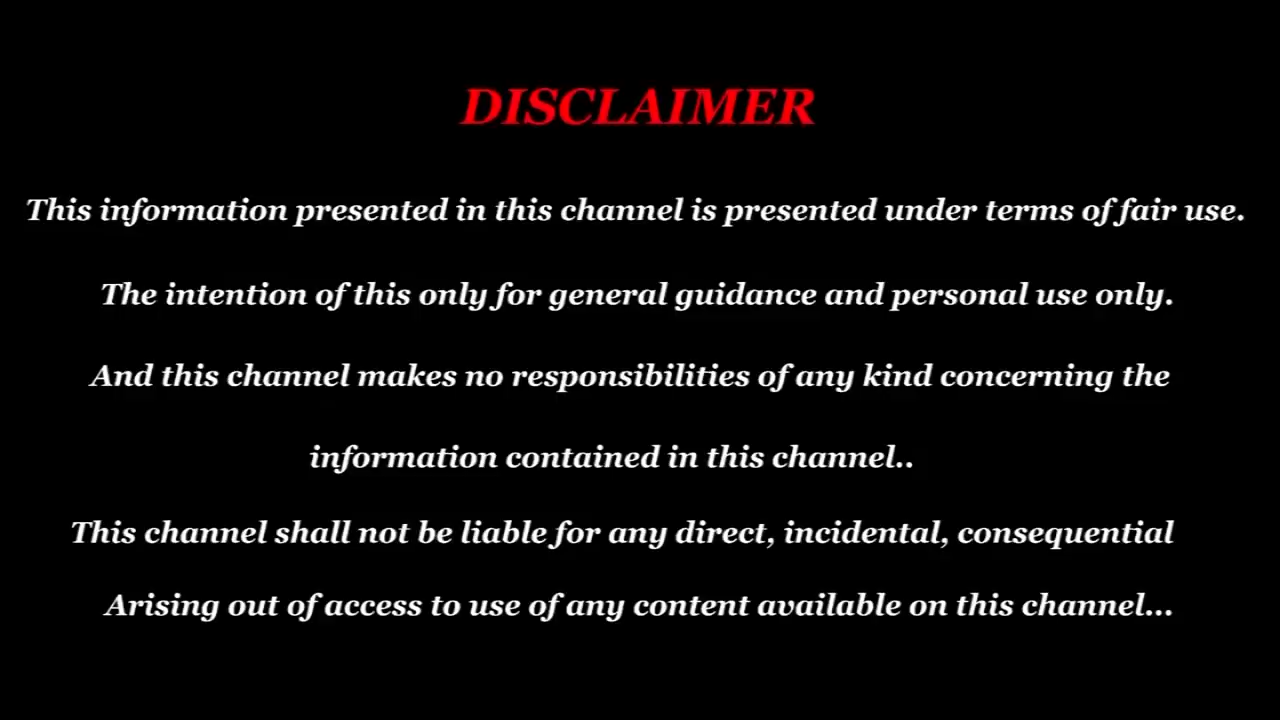 DISCLAIMER
This information presented in this channel is presented under terms of fair use.
The intention of this only for general guidance and personal use only.
And this channel makes no responsibilities of any kind concerning the
information contained in this channel..
This channel shall not be liable for any direct, incidental, consequential
Arising out of access to use of any content available on this channel...